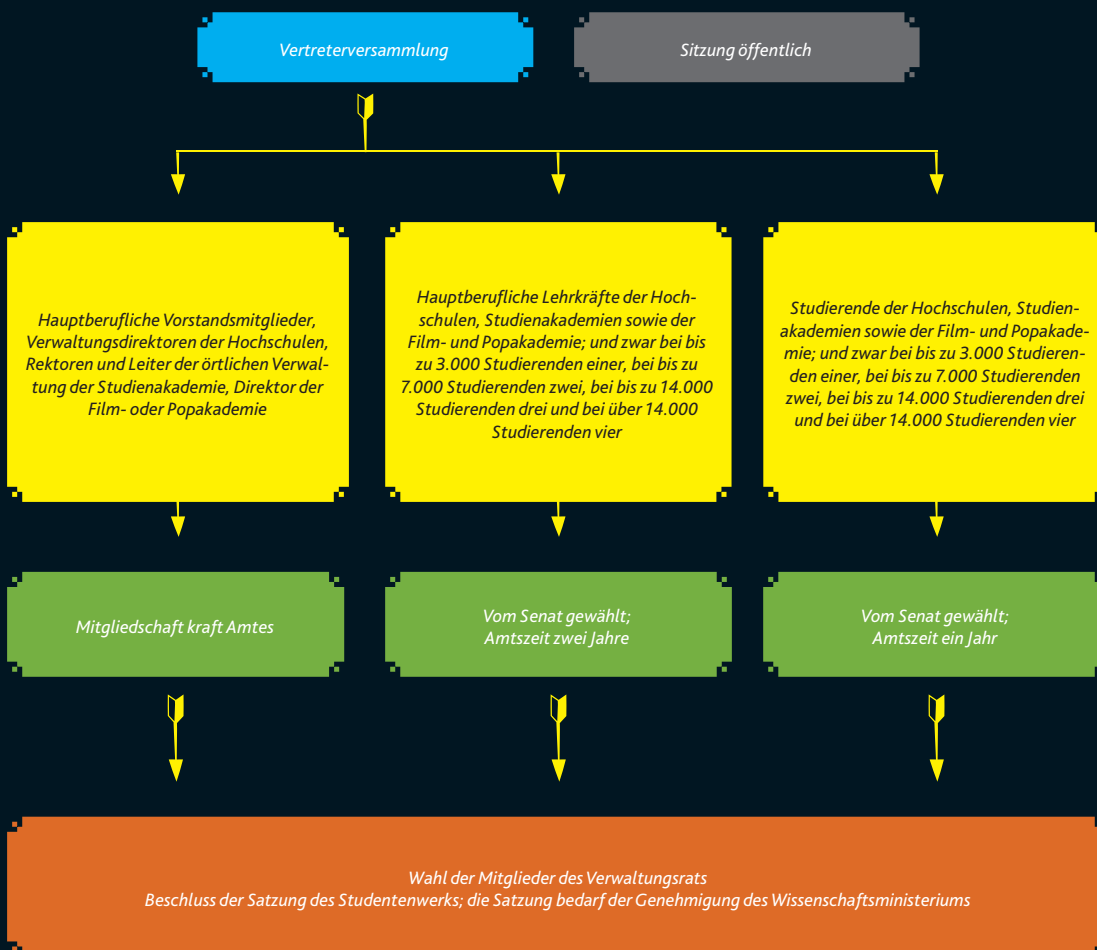 Vertreterversammlung
Sitzung öffentlich
Hauptberufliche Vorstandsmitglieder,
Verwaltungsdirektoren der Hochschulen,
Rektoren und Leiter der örtlichen Verwal-
tung der Studienakademie, Direktor der
Film- oder Popakademie
Hauptberufliche Lehrkräfte der Hoch-
schulen, Studienakademien sowie der
Film- und Popakademie; und zwar bei bis
zu 3.000 Studierenden einer, bei bis zu
7.000 Studierenden zwei, bei bis zu 14.000
Studierenden drei und bei über 14.000
Studierenden vier
Studierende der Hochschulen, Studien-
akademien sowie der Film- und Popakade-
mie; und zwar bei bis zu 3.000 Studieren-
den einer, bei bis zu 7.000 Studierenden
zwei, bei bis zu 14.000 Studierenden drei
und bei über 14.000 Studierenden vier
Mitgliedschaft kraft Amtes
Vom Senat gewählt;
Amtszeit zwei Jahre
Vom Senat gewählt;
Amtszeit ein Jahr
Wahl der Mitglieder des Verwaltungsrats
Beschluss der Satzung des Studentenwerks; die Satzung bedarf der Genehmigung des Wissenschaftsministeriums